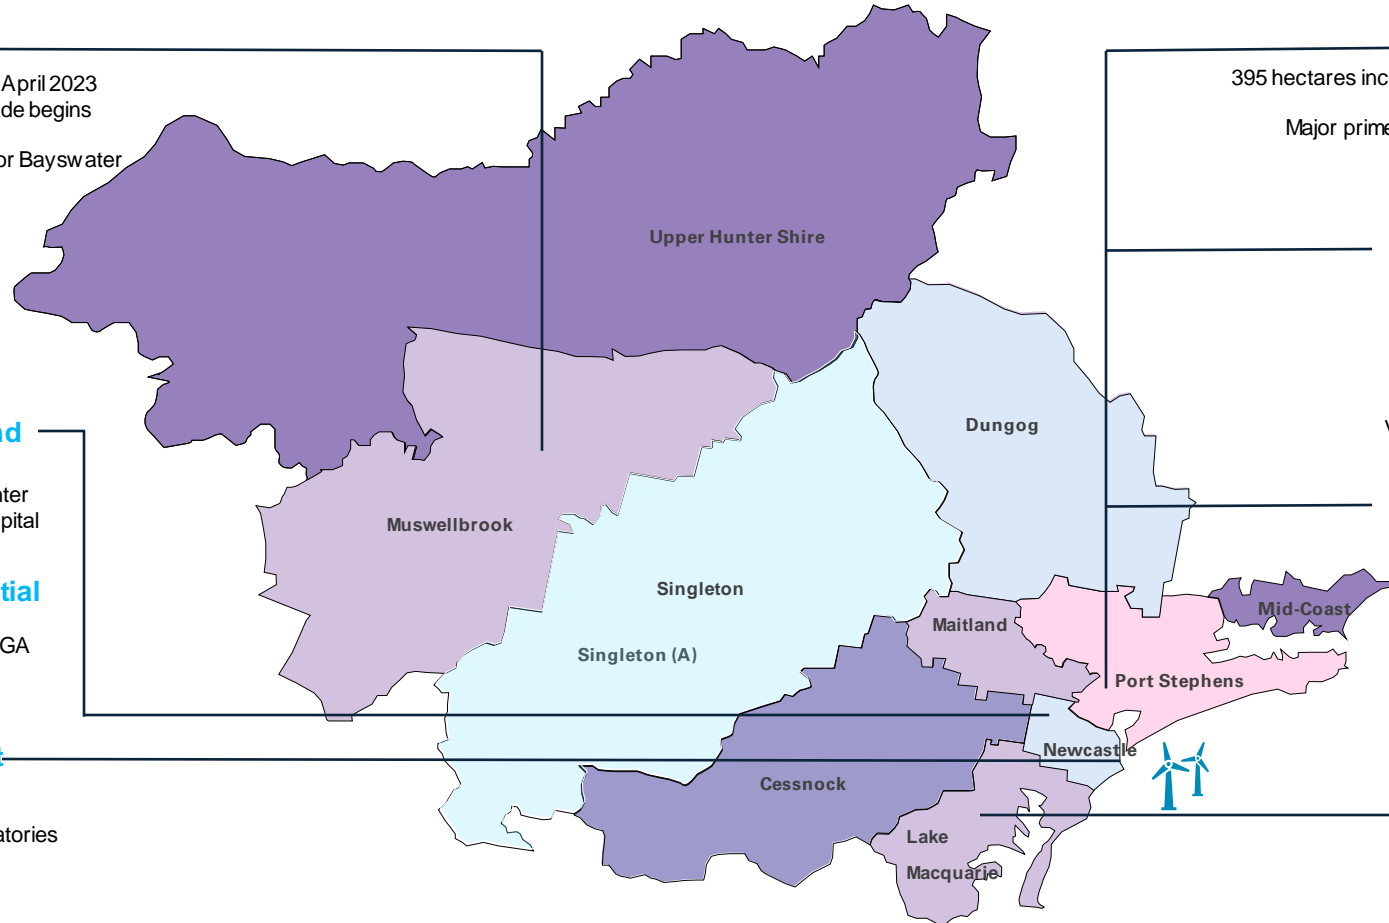 April 2023
de begins
or Bayswater
395 hectares inc
Major prime
Upper Hunter Shire
Dungog
nd
nter
pital
Muswellbrook
Singleton
tial
Mid-Coast
Maitland
GA
Singleton (A)
Port Stephens
Newcastle
t
Cessnock
atories
Lake
Macquarie